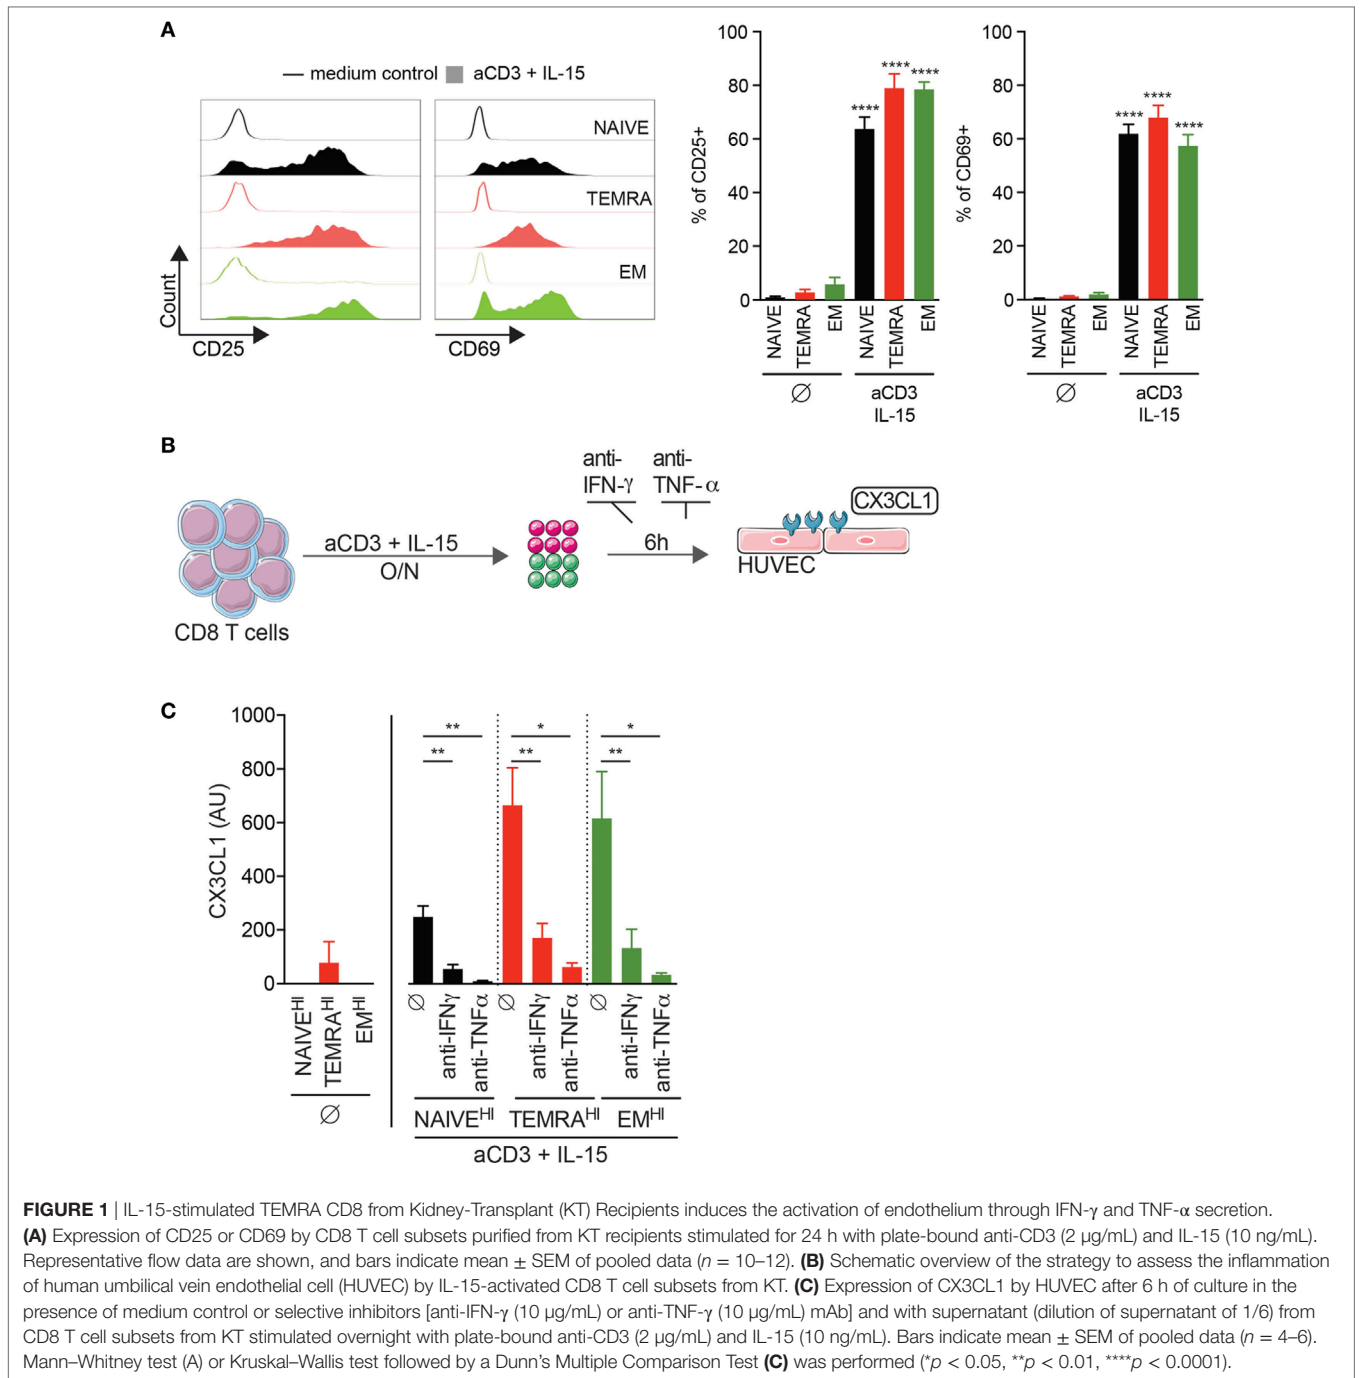 A
— medium control ■ aCD3 + IL-15
NAIVE
TEMRA
EM
Count
CD25
CD69
% of CD25+
100
80
60
40
20
0
****
****
****
NAIVE
TEMRA
EM
NAIVE
TEMRA
EM
∅
aCD3
IL-15
% of CD69+
100
80
60
40
20
0
****
****
****
NAIVE
TEMRA
EM
NAIVE
TEMRA
EM
∅
aCD3
IL-15
B
anti-
IFN-γ
anti-
TNF- α
aCD3 + IL-15
O/N
6h
CX3CL1
HUVEC
CD8 T cells
C
CX3CL1 (AU)
1000
800
600
400
200
0
**
**
*
**
*
**
NAIVEHI
TEMRAHI
EMHI
∅
∅
anti-IFNγ
anti-TNFα
∅
anti-IFNγ
anti-TNFα
∅
anti-IFNγ
anti-TNFα
NAIVEHI
TEMRAHI
EMHI
aCD3 + IL-15
FIGURE 1 | IL-15-stimulated TEMRA CD8 from Kidney-Transplant (KT) Recipients induces the activation of endothelium through IFN-γ and TNF-α secretion.
(A) Expression of CD25 or CD69 by CD8 T cell subsets purified from KT recipients stimulated for 24 h with plate-bound anti-CD3 (2 µg/mL) and IL-15 (10 ng/mL).
Representative flow data are shown, and bars indicate mean ± SEM of pooled data (n = 10–12). (B) Schematic overview of the strategy to assess the inflammation
of human umbilical vein endothelial cell (HUVEC) by IL-15-activated CD8 T cell subsets from KT. (C) Expression of CX3CL1 by HUVEC after 6 h of culture in the
presence of medium control or selective inhibitors [anti-IFN-γ (10 µg/mL) or anti-TNF-γ (10 µg/mL) mAb] and with supernatant (dilution of supernatant of 1/6) from
CD8 T cell subsets from KT stimulated overnight with plate-bound anti-CD3 (2 µg/mL) and IL-15 (10 ng/mL). Bars indicate mean ± SEM of pooled data (n = 4–6).
Mann–Whitney test (A) or Kruskal–Wallis test followed by a Dunn's Multiple Comparison Test (C) was performed (*p < 0.05, **p < 0.01, ****p < 0.0001).